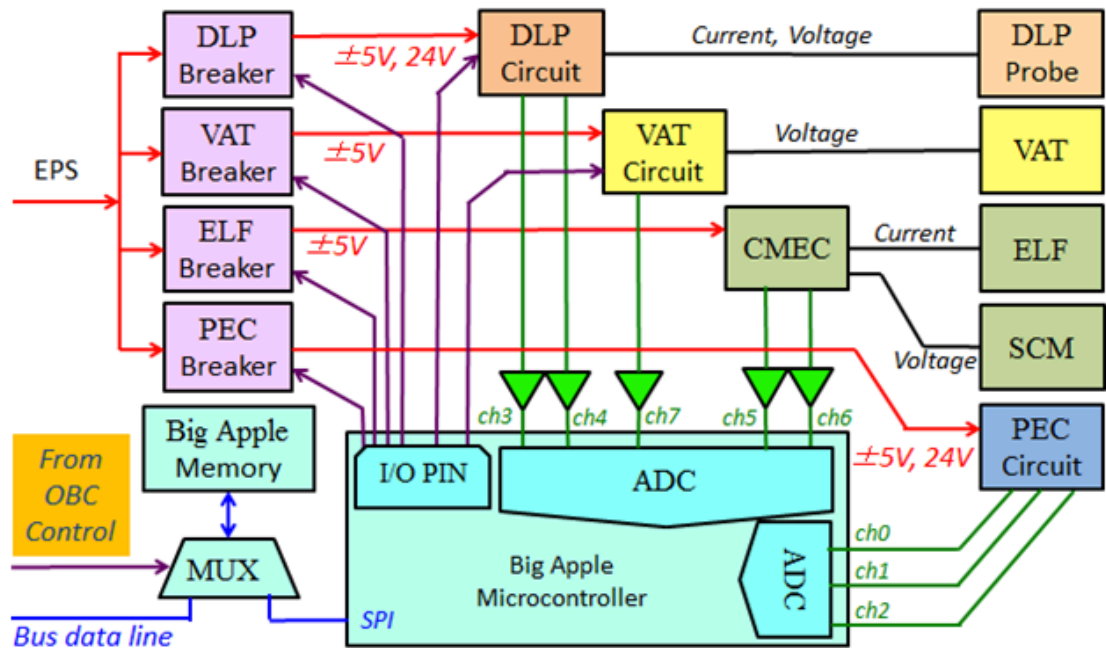 DLP
Breaker
±5V, 24V
DLP
Circuit
Current, Voltage
DLP
Probe
EPS
VAT
Breaker
±5V
VAT
Circuit
Voltage
VAT
ELF
Breaker
±5V
CMEC
Current
ELF
PEC
Breaker
Voltage
SCM
ch3
ch4
ch7
ch5
ch6
±5V, 24V
PEC
Circuit
From
OBC
Control
Big Apple
Memory
I/O PIN
ADC
MUX
Big Apple
Microcontroller
ADC
ch0
ch1
ch2
SPI
Bus data line